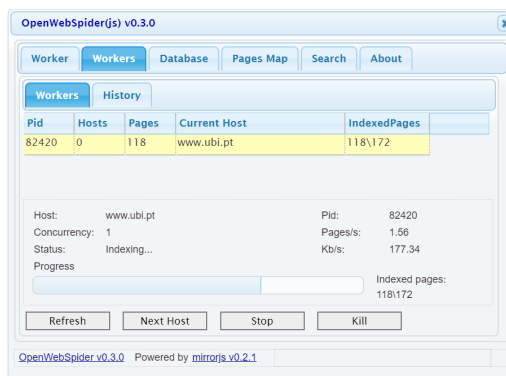 OpenWebSpider(js) v0.3.0
Worker Workers Database Pages Map Search About
Workers History
Pid Hosts Pages Current Host IndexedPages
82420 0 118 www.ubi.pt 118\172
Host: www.ubi.pt Pid: 82420
Concurrency: 1 Pages/s: 1.56
Status: Indexing... Kb/s: 177.34
Progress
Indexed pages:
118\172
Refresh Next Host Stop Kill
OpenWebSpider v0.3.0 Powered by mirrorjs v0.2.1